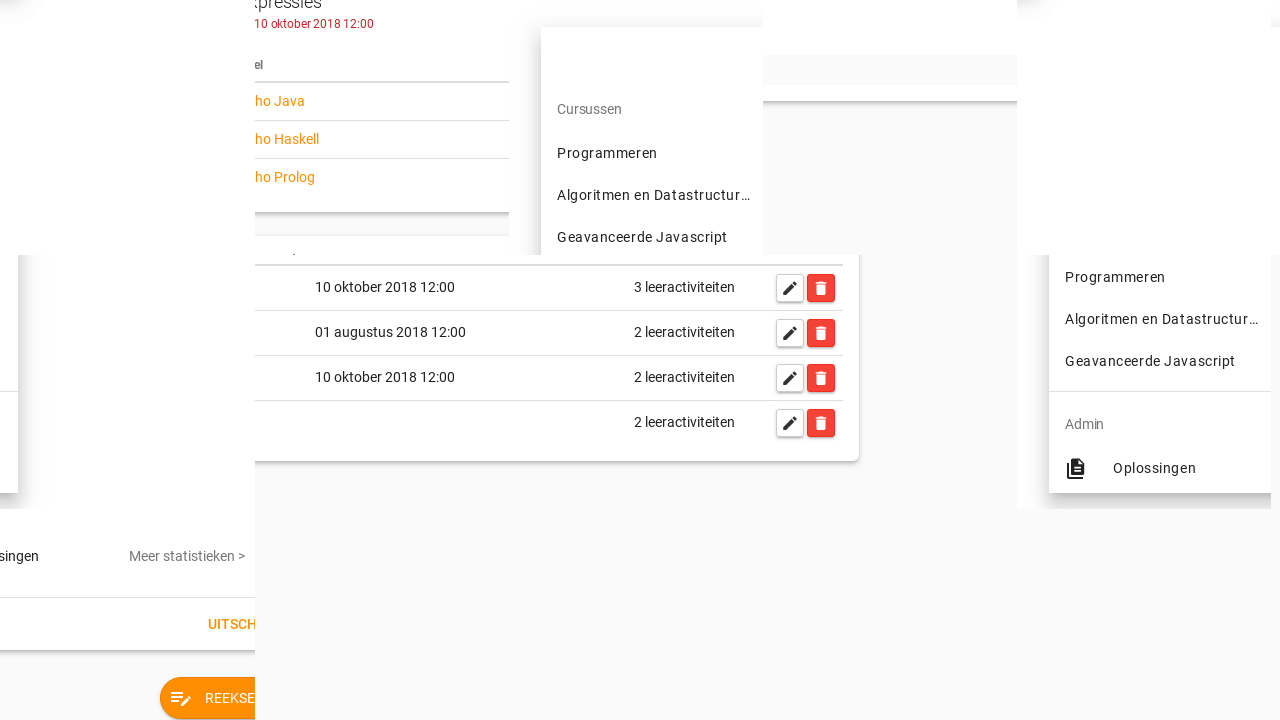 xpressies
10 oktober 2018 12:00
el
ho Java
ho Haskell
ho Prolog
Cursussen
Programmeren
Algoritmen en Datastructur…
Geavanceerde Javascript
10 oktober 2018 12:00 3 leeractiviteiten
01 augustus 2018 12:00 2 leeractiviteiten
10 oktober 2018 12:00 2 leeractiviteiten
2 leeractiviteiten
Programmeren
Algoritmen en Datastructur…
Geavanceerde Javascript
Admin
Oplossingen
singen Meer statistieken >
UITSCH
REEKSE